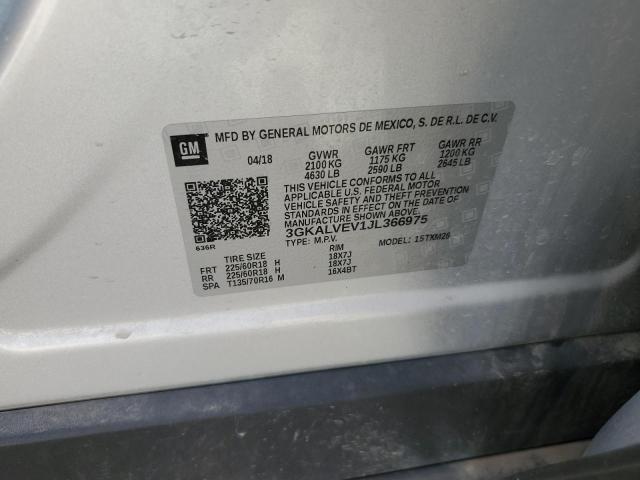 GM
MFD BY GENERAL MOTORS DE MEXICO, S. DE R.L. DE C.V.
04/18 GVWR GAWR FRT GAWR RR
2100 KG 1175 KG 1200 KG
4630 LB 2590 LB 2645 LB
THIS VEHICLE CONFORMS TO ALL
APPLICABLE U.S. FEDERAL MOTOR
VEHICLE SAFETY AND THEFT PREVENTION
STANDARDS IN EFFECT ON THE DATE OF
MANUFACTURE SHOWN ABOVE.
3GKALVEV1JL366975
TYPE: M.P.V. MODEL: 1STXM26
636R
TIRE SIZE RIM
FRT 225/60R18 H 18X7J
RR 225/60R18 H 18X7J
SPA T135/70R16 M 16X4BT